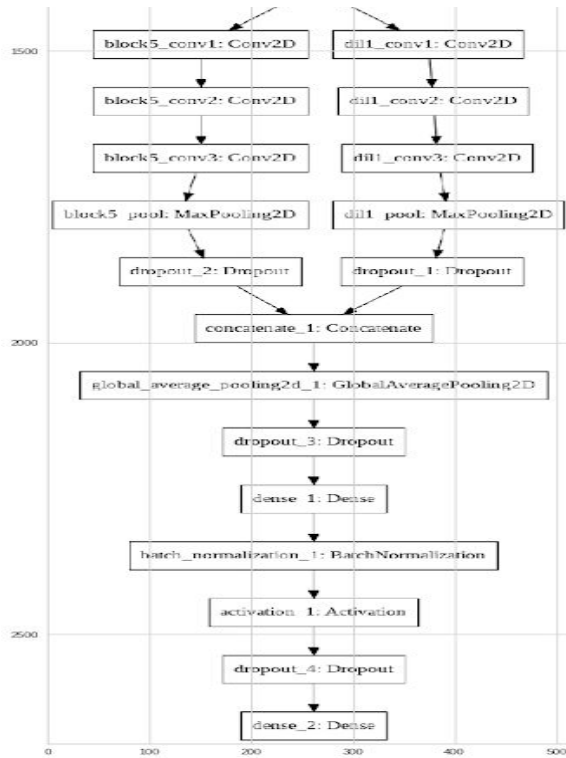 block5_conv1: Conv2D dil1_conv1: Conv2D
1500
block5_conv2: Conv2D dil1_conv2: Conv2D
block5_conv3: Conv2D dil1_conv3: Conv2D
block5_pool: MaxPooling2D dil1_pool: MaxPooling2D
dropout_2: Dropout dropout_1: Dropout
concatenate_1: Concatenate
2000
global_average_pooling2d_1: GlobalAveragePooling2D
dropout_3: Dropout
dense_1: Dense
batch_normalization_1: BatchNormalization
activation_1: Activation
2500
dropout_4: Dropout
dense_2: Dense
0 100 200 300 400 500